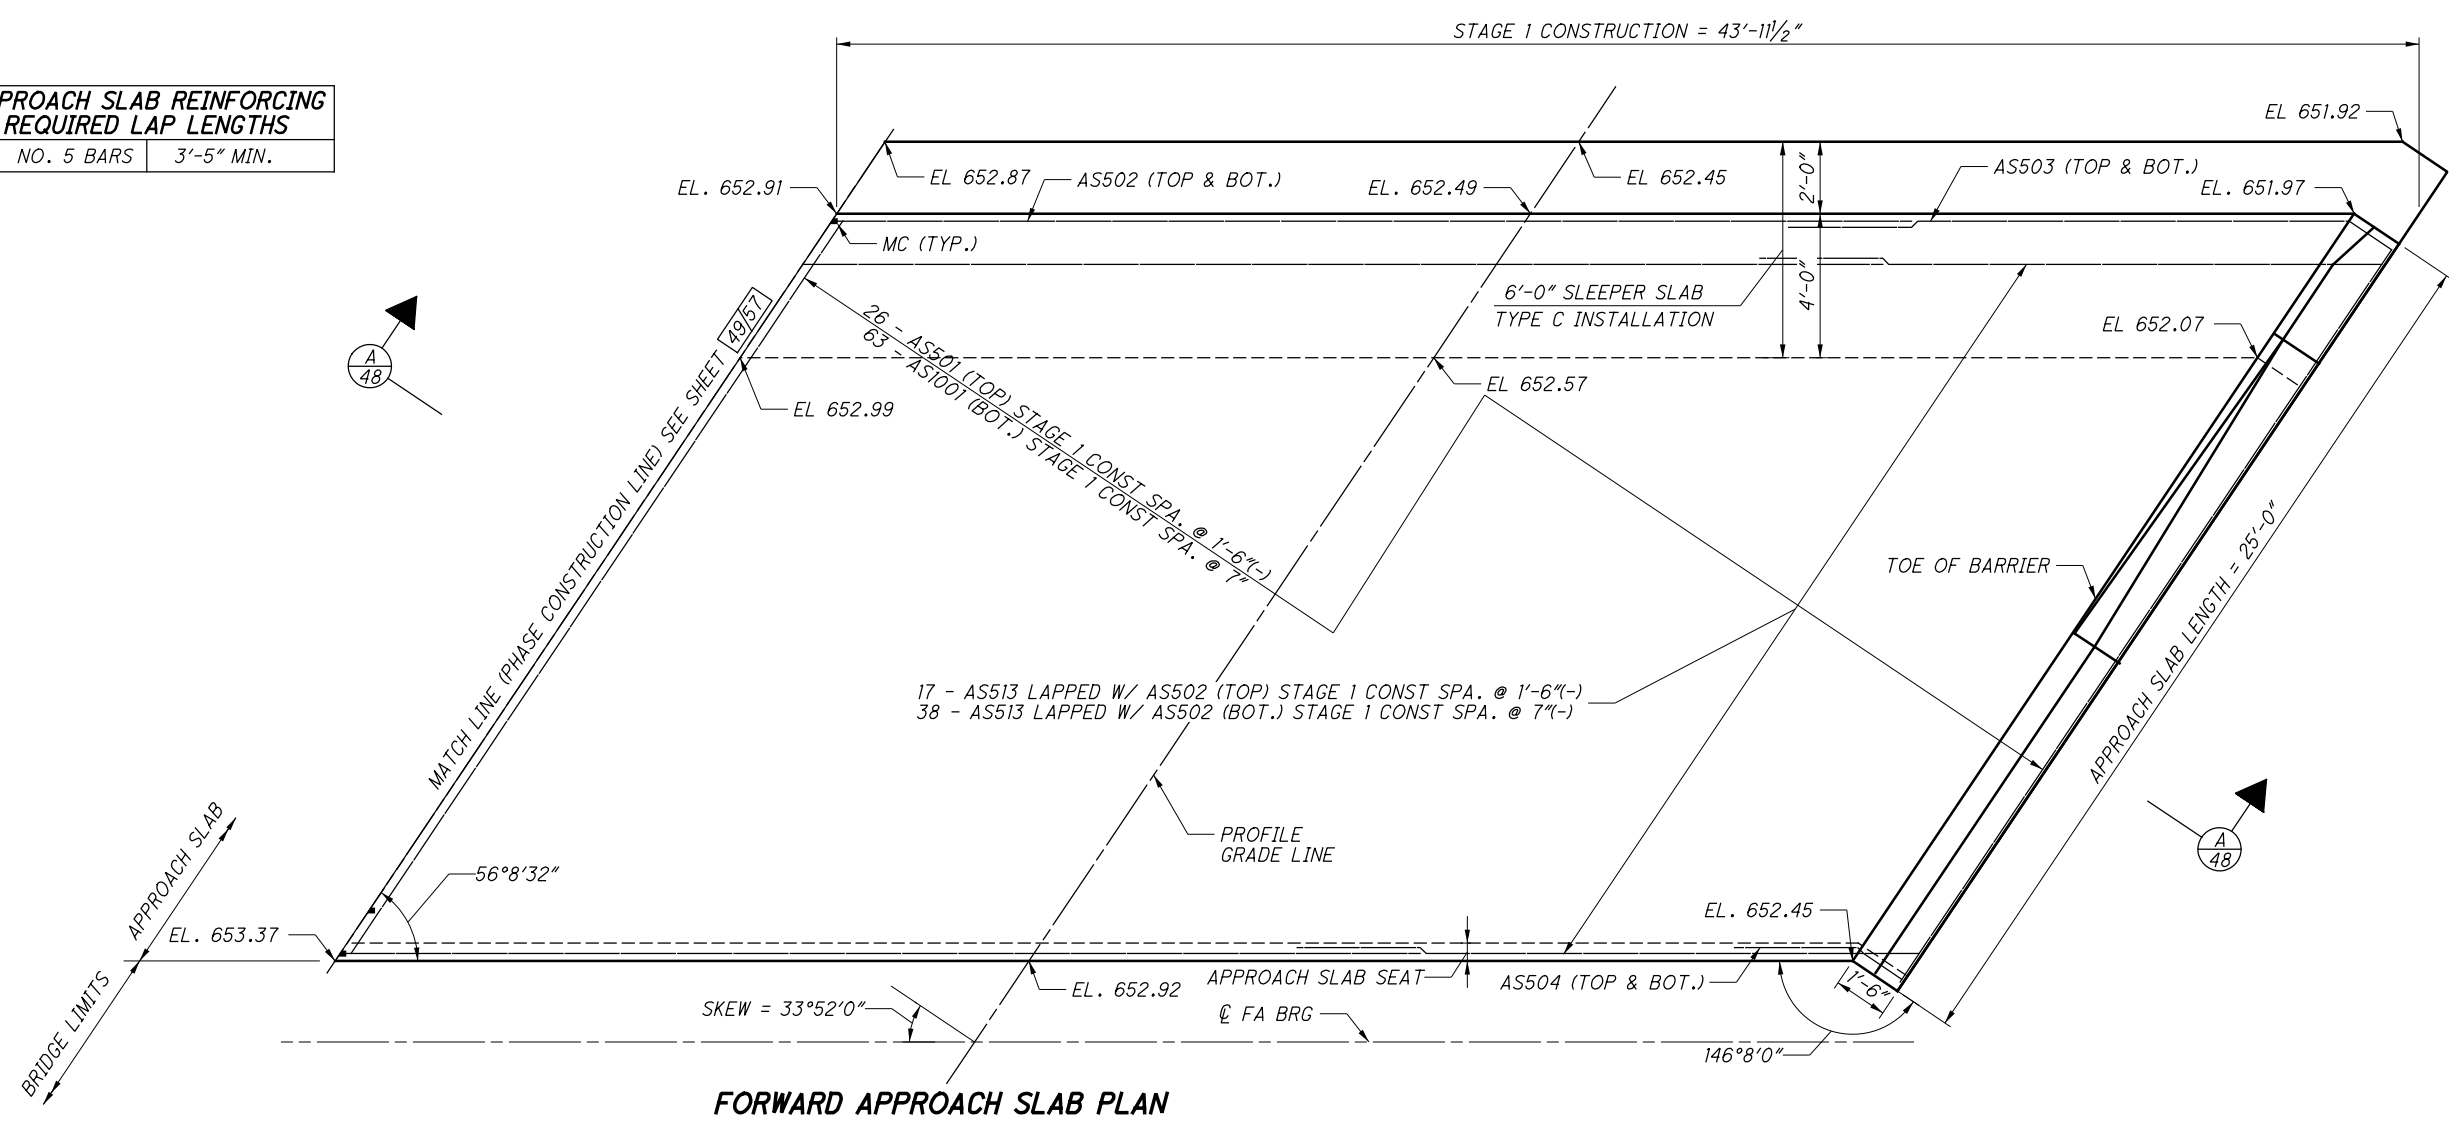 STAGE 1 CONSTRUCTION = 43'-11½"
PROACH SLAB REINFORCING
REQUIRED LAP LENGTHS
NO. 5 BARS 3'-5" MIN.
EL 651.92
EL. 652.91
EL 652.87
AS502 (TOP & BOT.)
EL. 652.49
EL 652.45
2'-0"
AS503 (TOP & BOT.)
EL. 651.97
MC (TYP.)
4'-0"
6'-0" SLEEPER SLAB
TYPE C INSTALLATION
EL 652.07
A
48
MATCH LINE (PHASE CONSTRUCTION LINE) SEE SHEET 49/57
26 - AS501 (TOP) STAGE 1 CONST SPA. @ 1'-6"(-)
63 - AS1001 (BOT.) STAGE 1 CONST SPA. @ 7"
EL 652.99
EL 652.57
TOE OF BARRIER
APPROACH SLAB LENGTH = 25'-0"
17 - AS513 LAPPED W/ AS502 (TOP) STAGE 1 CONST SPA. @ 1'-6"(-)
38 - AS513 LAPPED W/ AS502 (BOT.) STAGE 1 CONST SPA. @ 7"(-)
PROFILE
GRADE LINE
A
48
56°8'32"
APPROACH SLAB
BRIDGE LIMITS
EL. 653.37
EL. 652.45
EL. 652.92
APPROACH SLAB SEAT
AS504 (TOP & BOT.)
1'-6"
SKEW = 33°52'0"
℄ FA BRG
146°8'0"
FORWARD APPROACH SLAB PLAN